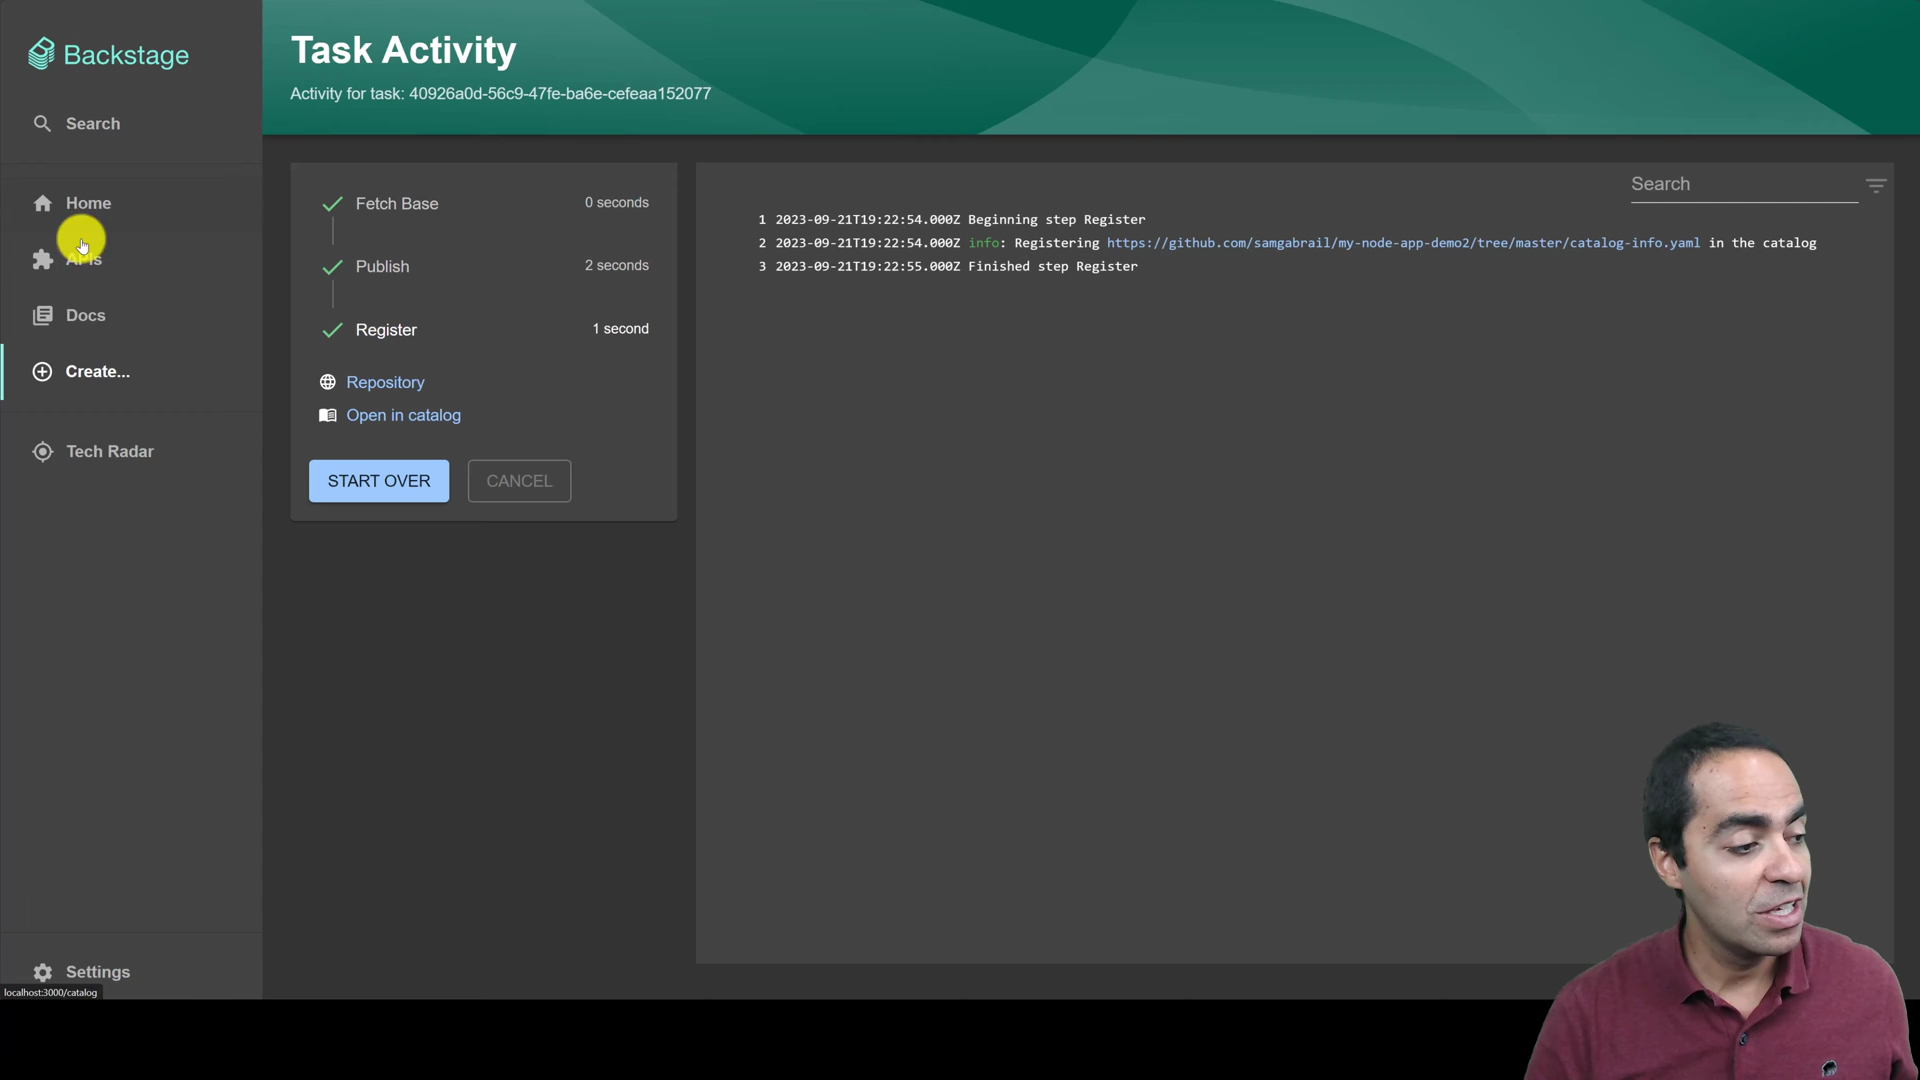 Backstage
Search
Home
APIs
Docs
Create...
Tech Radar
Settings
localhost:3000/catalog
Task Activity
Activity for task: 40926a0d-56c9-47fe-ba6e-cefeaa152077
Fetch Base 0 seconds
Publish 2 seconds
Register 1 second
Repository
Open in catalog
START OVER CANCEL
Search
1 2023-09-21T19:22:54.000Z Beginning step Register
2 2023-09-21T19:22:54.000Z info: Registering https://github.com/samgabrail/my-node-app-demo2/tree/master/catalog-info.yaml in the catalog
3 2023-09-21T19:22:55.000Z Finished step Register